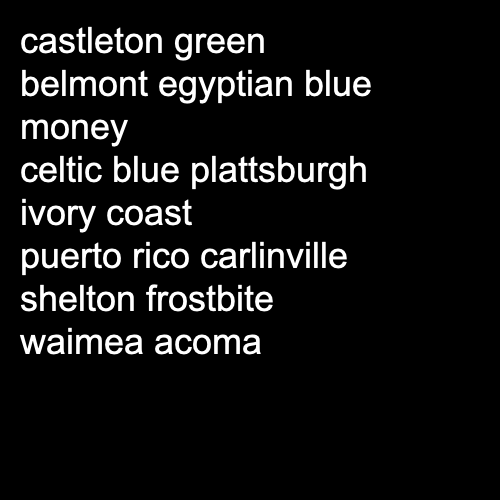 castleton green
belmont egyptian blue
money
celtic blue plattsburgh
ivory coast
puerto rico carlinville
shelton frostbite
waimea acoma